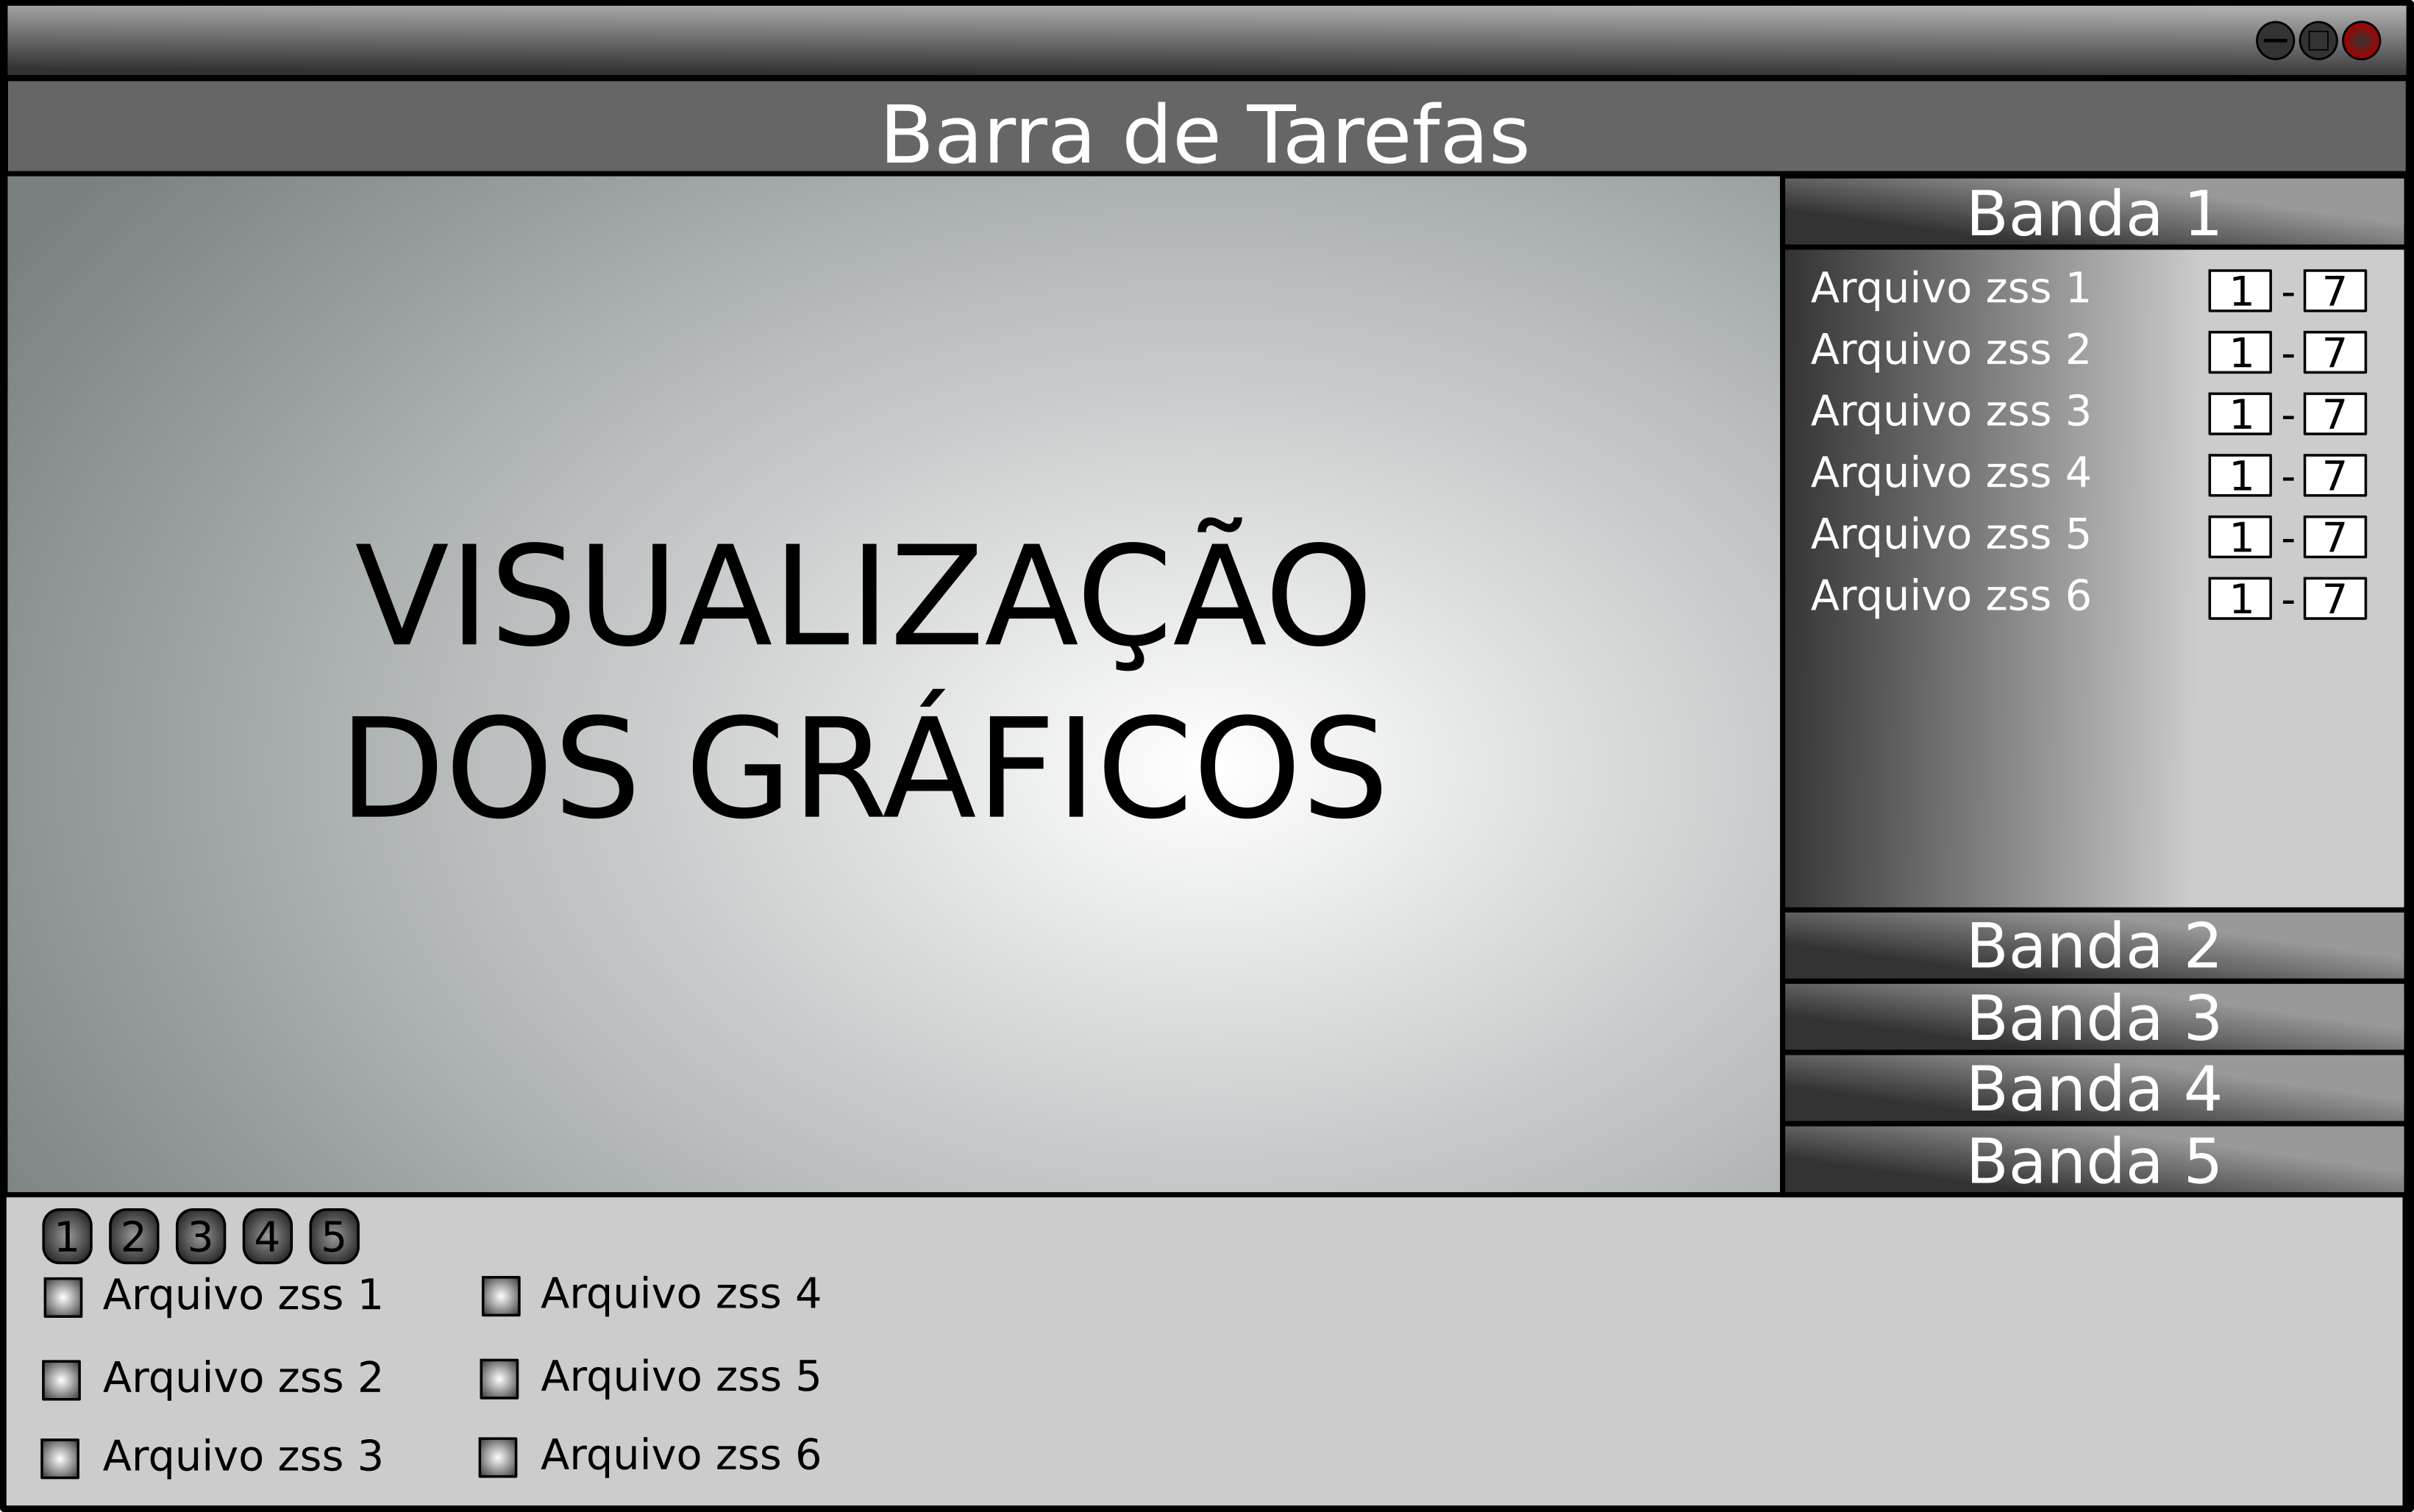 Barra de Tarefas
VISUALIZAÇÃO
DOS GRÁFICOS
Banda 1
Arquivo zss 1 1 - 7
Arquivo zss 2 1 - 7
Arquivo zss 3 1 - 7
Arquivo zss 4 1 - 7
Arquivo zss 5 1 - 7
Arquivo zss 6 1 - 7
Banda 2
Banda 3
Banda 4
Banda 5
1 2 3 4 5
Arquivo zss 1
Arquivo zss 2
Arquivo zss 3
Arquivo zss 4
Arquivo zss 5
Arquivo zss 6